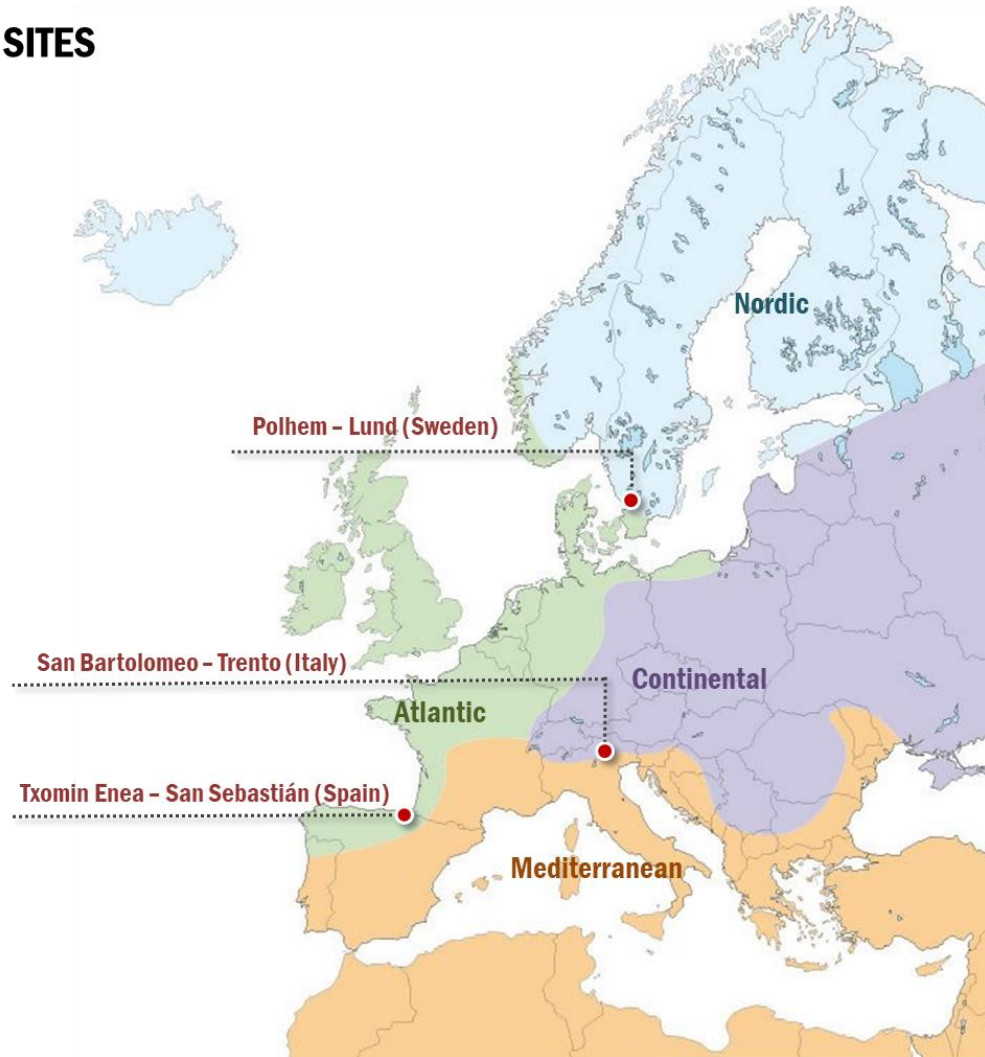 SITES
Nordic
Polhem – Lund (Sweden)
San Bartolomeo – Trento (Italy)
Continental
Atlantic
Txomin Enea – San Sebastián (Spain)
Mediterranean